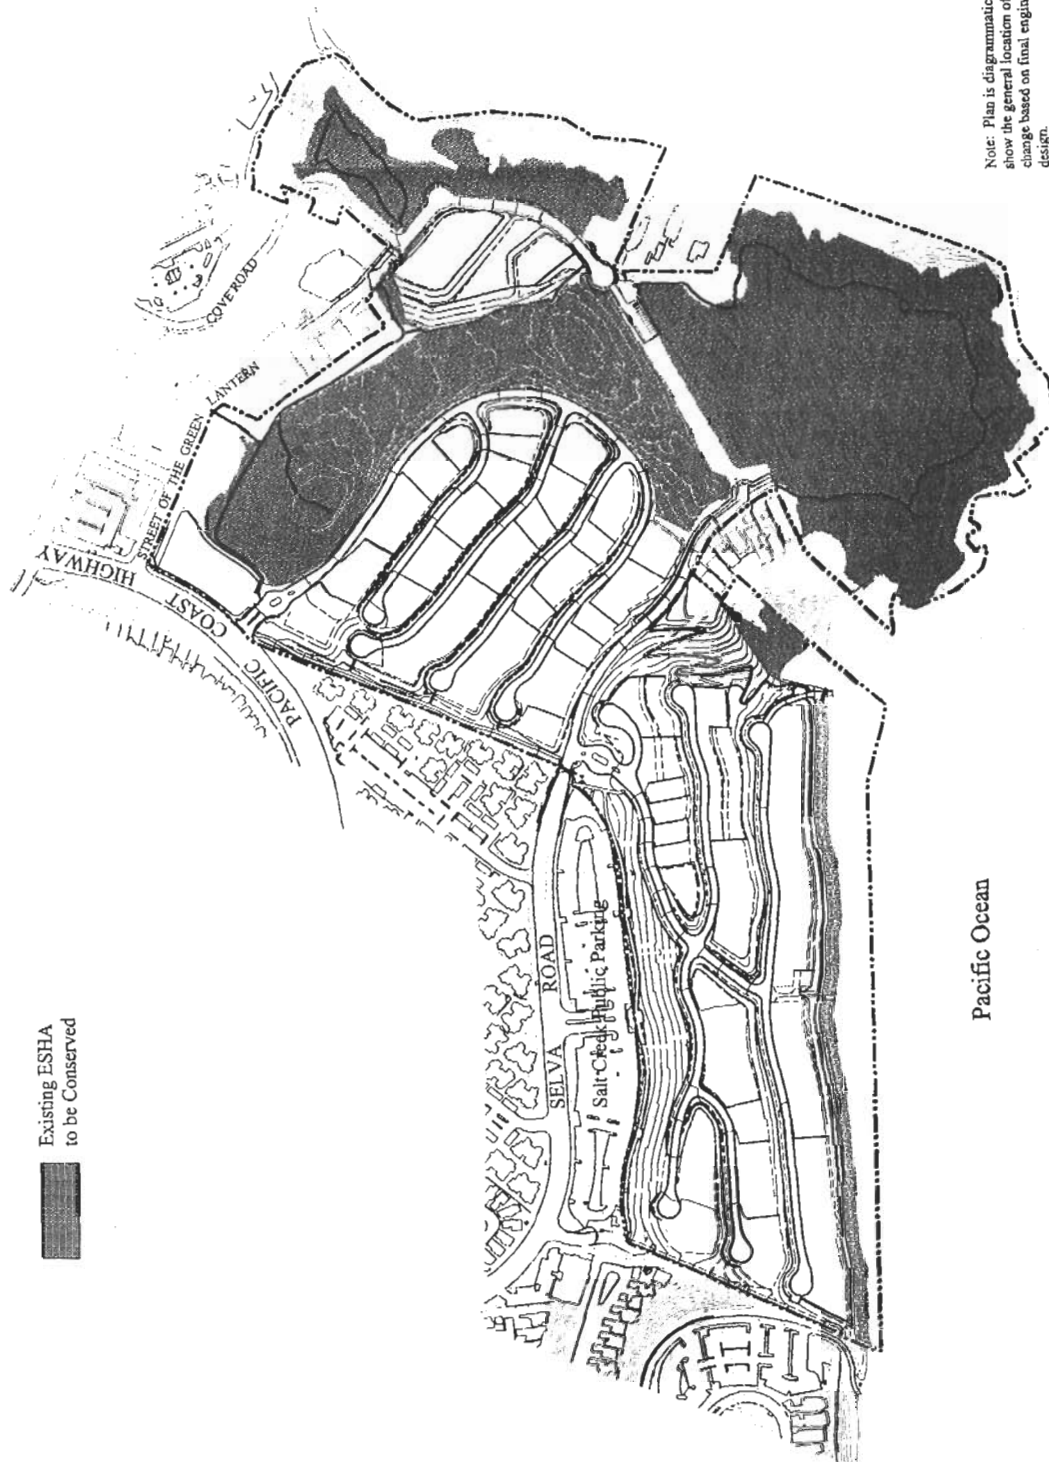 Existing ESHA
to be Conserved
Note: Plan is diagrammatic
show the general location of
change based on final engin
design.
PACIFIC
COAST
HIGHWAY
STREET OF THE GREEN LANTERN
COVE ROAD
SELVA ROAD
Salt Creek Public Parking
Pacific Ocean